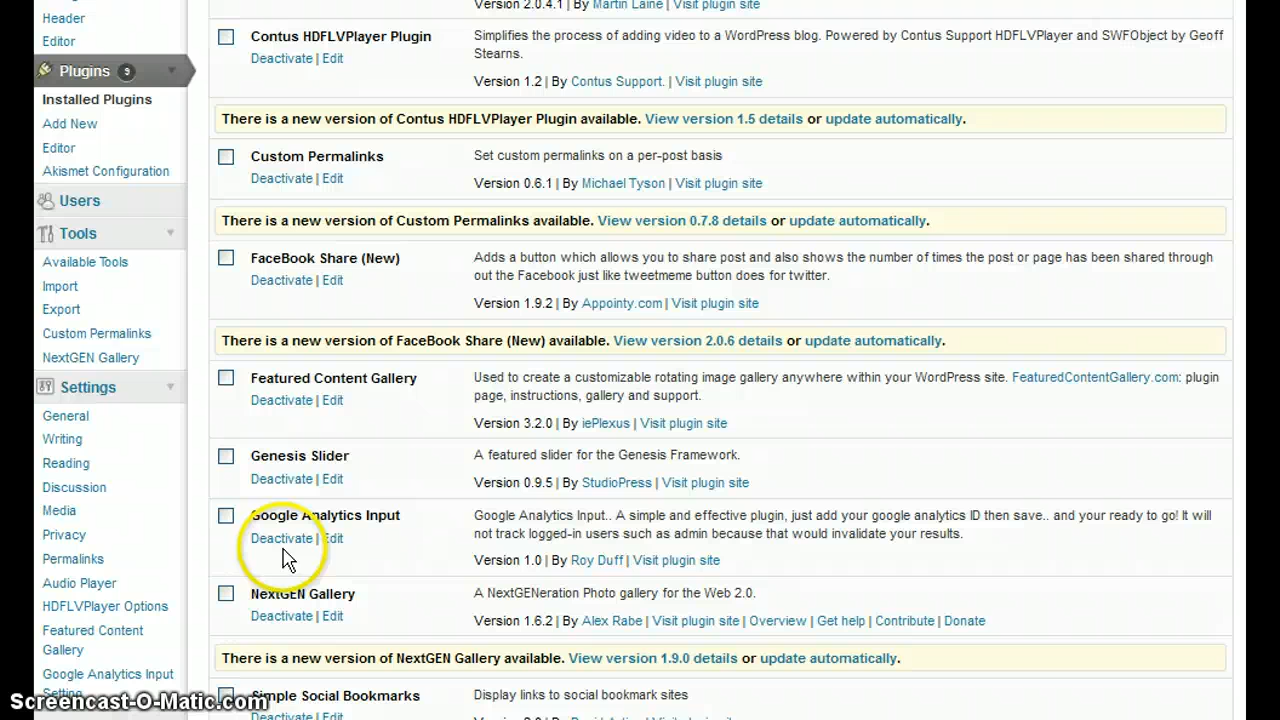 Header
Editor
Plugins 9
Installed Plugins
Add New
Editor
Akismet Configuration
Users
Tools
Available Tools
Import
Export
Custom Permalinks
NextGEN Gallery
Settings
General
Writing
Reading
Discussion
Media
Privacy
Permalinks
Audio Player
HDFLVPlayer Options
Featured Content
Gallery
Google Analytics Input
Version 2.0.4.1 | By Martin Laine | Visit plugin site
Contus HDFLVPlayer Plugin
Deactivate | Edit
Simplifies the process of adding video to a WordPress blog. Powered by Contus Support HDFLVPlayer and SWFObject by Geoff
Stearns.
Version 1.2 | By Contus Support. | Visit plugin site
There is a new version of Contus HDFLVPlayer Plugin available. View version 1.5 details or update automatically.
Custom Permalinks
Deactivate | Edit
Set custom permalinks on a per-post basis
Version 0.6.1 | By Michael Tyson | Visit plugin site
There is a new version of Custom Permalinks available. View version 0.7.8 details or update automatically.
FaceBook Share (New)
Deactivate | Edit
Adds a button which allows you to share post and also shows the number of times the post or page has been shared through
out the Facebook just like tweetmeme button does for twitter.
Version 1.9.2 | By Appointy.com | Visit plugin site
There is a new version of FaceBook Share (New) available. View version 2.0.6 details or update automatically.
Featured Content Gallery
Deactivate | Edit
Used to create a customizable rotating image gallery anywhere within your WordPress site. FeaturedContentGallery.com: plugin
page, instructions, gallery and support.
Version 3.2.0 | By iePlexus | Visit plugin site
Genesis Slider
Deactivate | Edit
A featured slider for the Genesis Framework.
Version 0.9.5 | By StudioPress | Visit plugin site
Google Analytics Input
Deactivate | Edit
Google Analytics Input.. A simple and effective plugin, just add your google analytics ID then save.. and your ready to go! It will
not track logged-in users such as admin because that would invalidate your results.
Version 1.0 | By Roy Duff | Visit plugin site
NextGEN Gallery
Deactivate | Edit
A NextGENeration Photo gallery for the Web 2.0.
Version 1.6.2 | By Alex Rabe | Visit plugin site | Overview | Get help | Contribute | Donate
There is a new version of NextGEN Gallery available. View version 1.9.0 details or update automatically.
Simple Social Bookmarks
Deactivate | Edit
Display links to social bookmark sites
Screencast-O-Matic.com